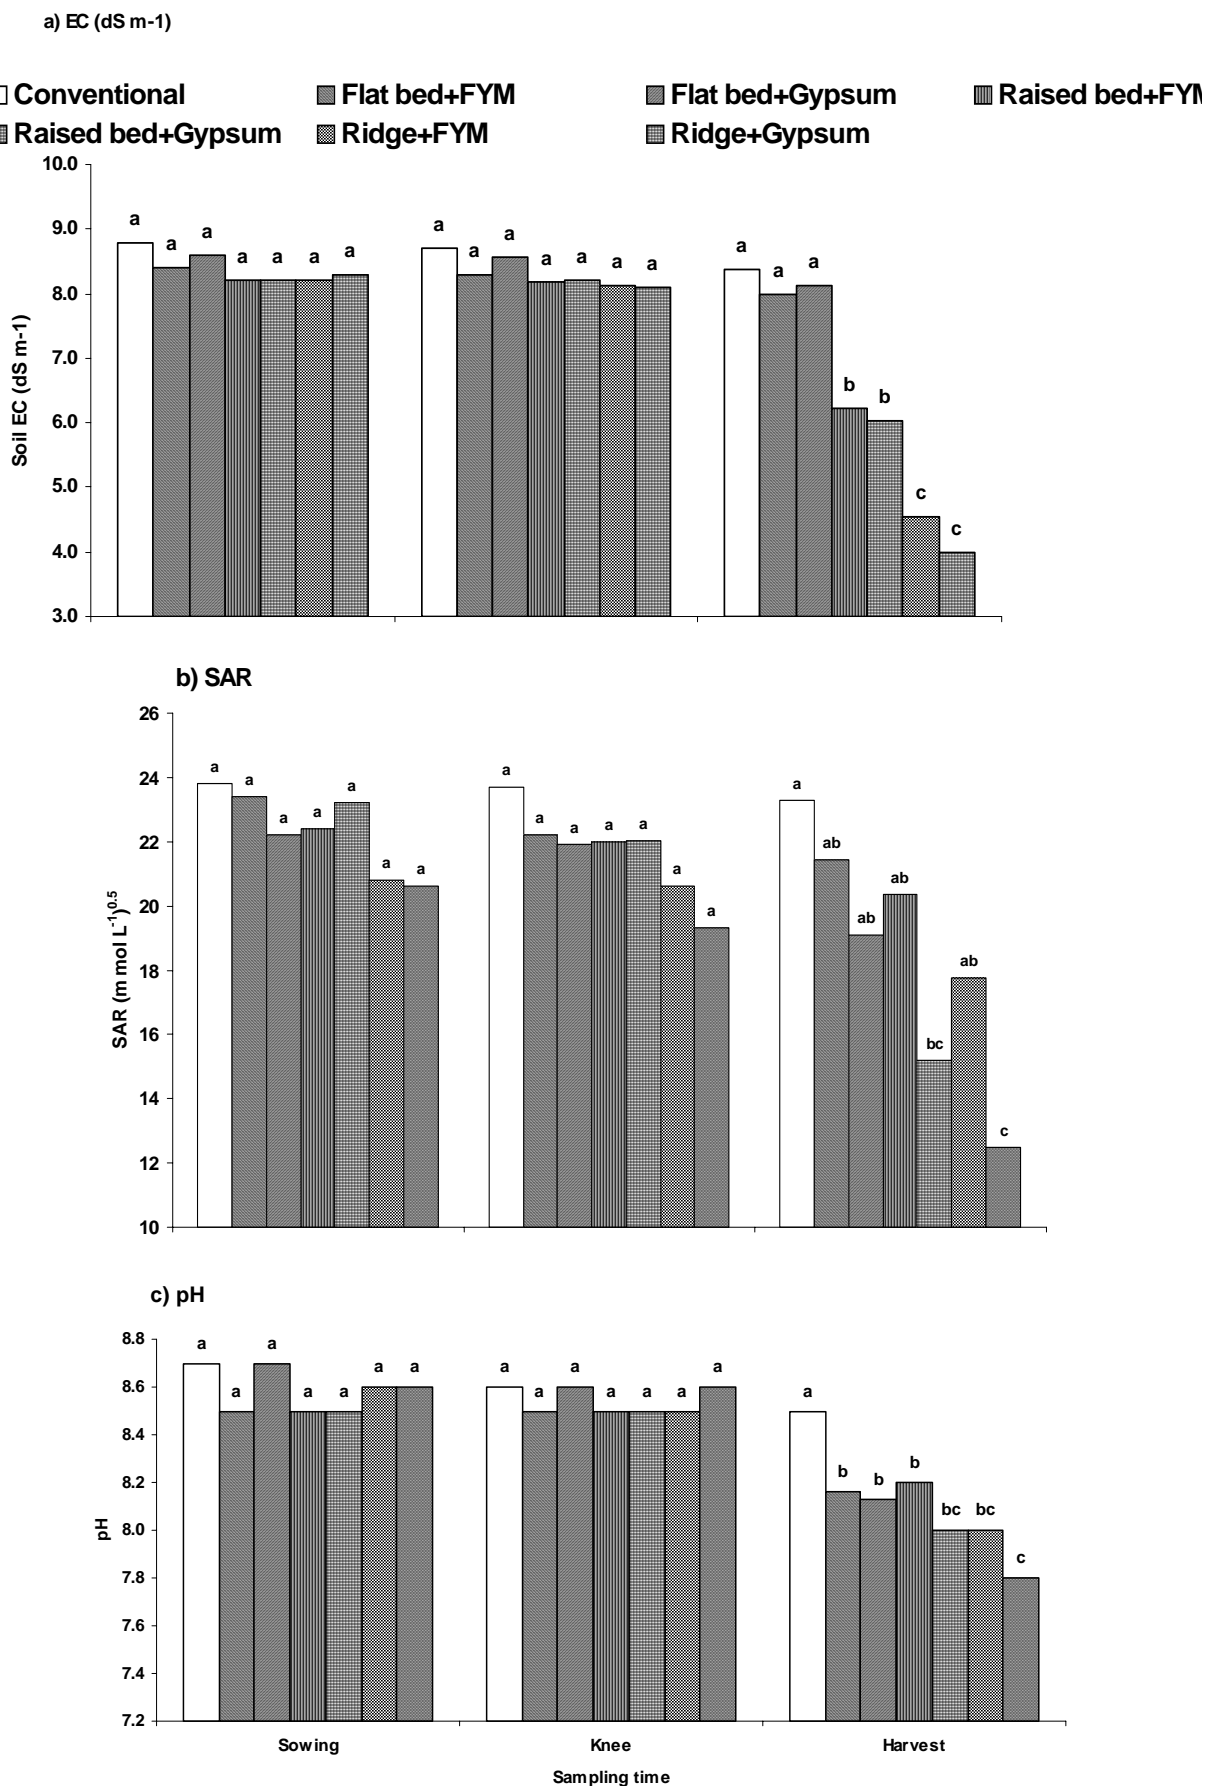 a) EC (dS m-1)
Conventional Flat bed+FYM Flat bed+Gypsum Raised bed+FYM
Raised bed+Gypsum Ridge+FYM Ridge+Gypsum
10.0
9.0
8.0
7.0
6.0
5.0
4.0
3.0
Soil EC (dS m-1)
a a a a a a a
a a a a a a a
a a a b b c c
b) SAR
26
24
22
20
18
16
14
12
10
SAR (m mol L-1)0.5
a a a a a a a
a a a a a a a
a ab ab ab bc ab c
c) pH
8.8
8.6
8.4
8.2
8.0
7.8
7.6
7.4
7.2
pH
a a a a a a a
a a a a a a a
a b b b bc bc c
Sowing Knee Harvest
Sampling time